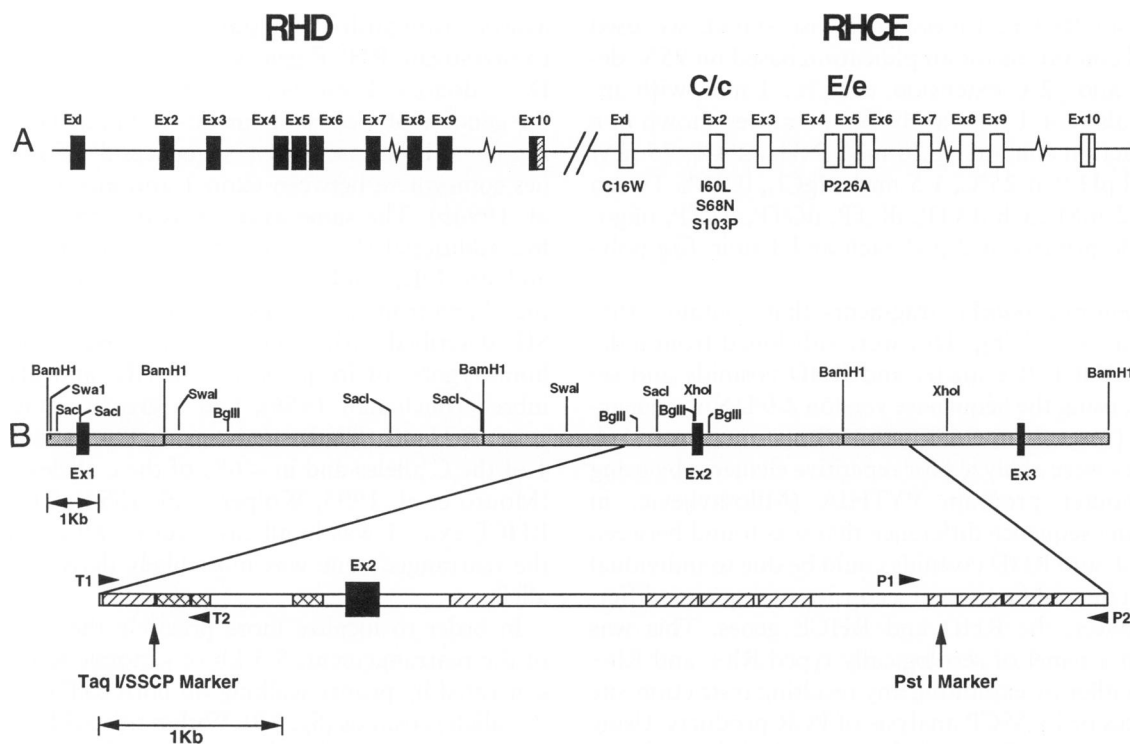 RHD RHCE
C/c E/e
Exl Ex2 Ex3 Ex4 Ex5 Ex6 Ex7 Ex8 Ex9 Ex10 Exl Ex2 Ex3 Ex4 Ex5 Ex6 Ex7 Ex8 Ex9 Ex10
A
C16W I60L P226A
S68N
S103P
BamH1 BamH1 SacI SacI SwaI SacI XhoI BamH1 XhoI BamH1
Swa1 SwaI
SacI SacI BglII BglII BglII BglII
B
Ex1 Ex2 Ex3
1Kb
T1 Ex2 P1
T2 P2
Taq I/SSCP Marker Pst I Marker
1Kb